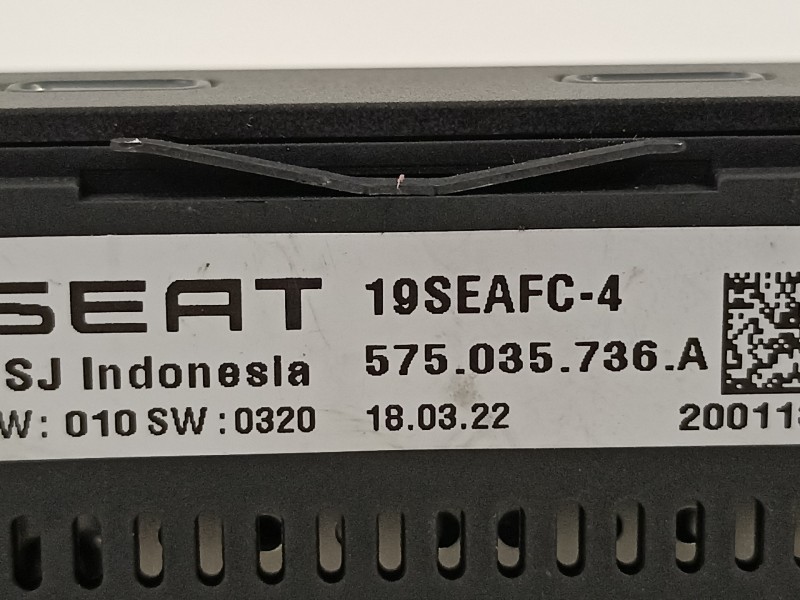 SEAT 19SEAFC-4
SJ Indonesia 575.035.736.A
W: 010 SW:0320 18.03.22 20011